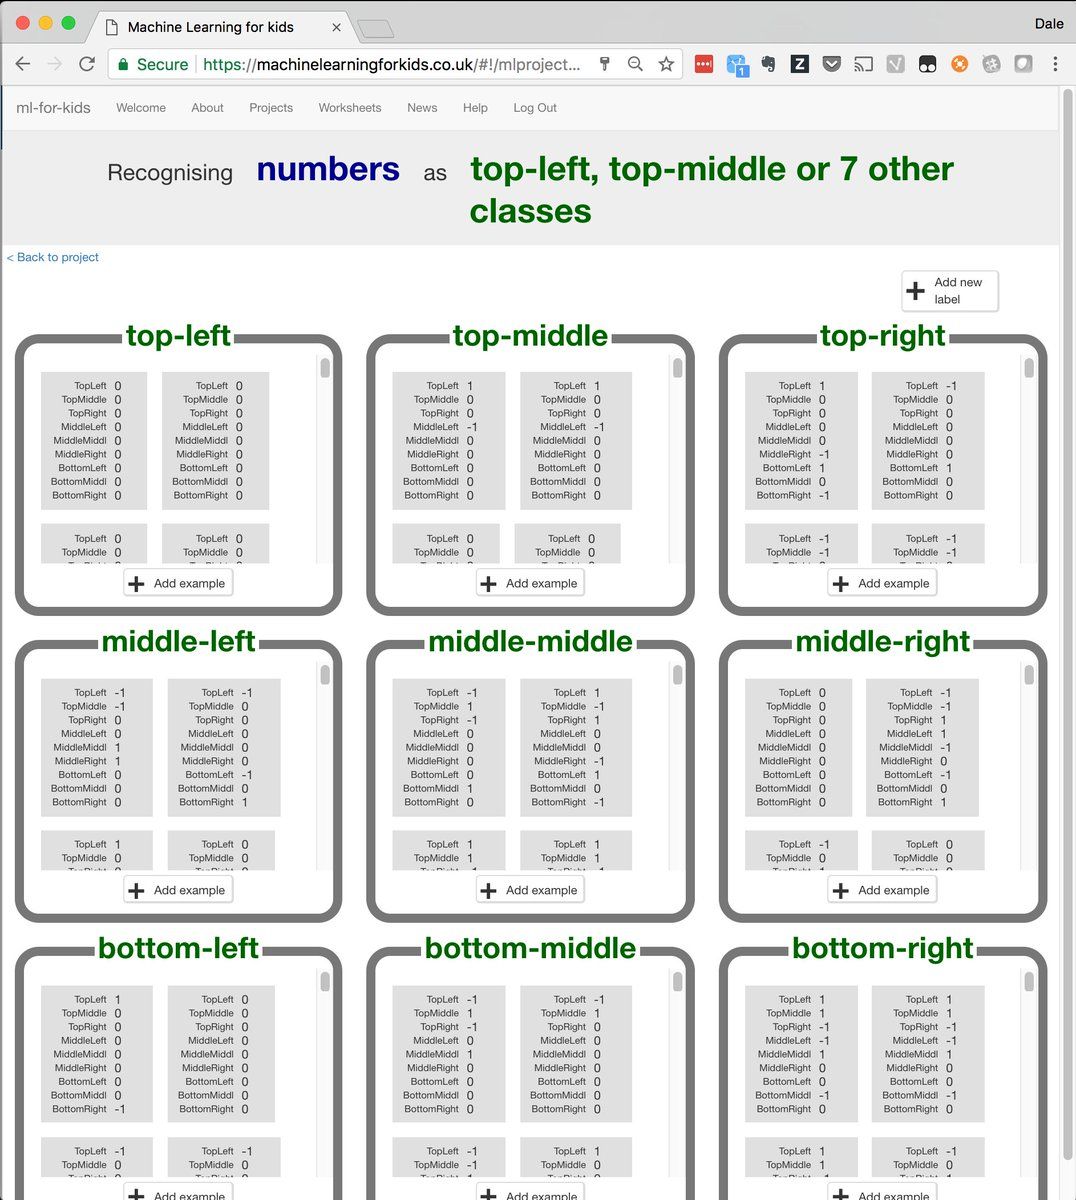 Machine Learning for kids
Dale
Secure
https://machinelearningforkids.co.uk/#!/mlproject...
ml-for-kids
Welcome
About
Projects
Worksheets
News
Help
Log Out
Recognising numbers as top-left, top-middle or 7 other
classes
< Back to project
Add new
label
top-left
TopLeft 0
TopMiddle 0
TopRight 0
MiddleLeft 0
MiddleMiddl 0
MiddleRight 0
BottomLeft 0
BottomMiddl 0
BottomRight 0
TopLeft 0
TopMiddle 0
TopRight 0
MiddleLeft 0
MiddleMiddl 0
MiddleRight 0
BottomLeft 0
BottomMiddl 0
BottomRight 0
TopLeft 0
TopMiddle 0
TopLeft 0
TopMiddle 0
Add example
top-middle
TopLeft 1
TopMiddle 0
TopRight 0
MiddleLeft -1
MiddleMiddl 0
MiddleRight 0
BottomLeft 0
BottomMiddl 0
BottomRight 0
TopLeft 1
TopMiddle 0
TopRight 0
MiddleLeft -1
MiddleMiddl 0
MiddleRight 0
BottomLeft 0
BottomMiddl 0
BottomRight 0
TopLeft 0
TopMiddle 0
TopLeft 0
TopMiddle 0
Add example
top-right
TopLeft 1
TopMiddle 0
TopRight 0
MiddleLeft 0
MiddleMiddl 0
MiddleRight -1
BottomLeft 1
BottomMiddl 0
BottomRight -1
TopLeft -1
TopMiddle 0
TopRight 0
MiddleLeft 0
MiddleMiddl 0
MiddleRight 0
BottomLeft 1
BottomMiddl 0
BottomRight 0
TopLeft -1
TopMiddle -1
TopLeft -1
TopMiddle -1
Add example
middle-left
TopLeft -1
TopMiddle -1
TopRight 0
MiddleLeft 0
MiddleMiddl 1
MiddleRight 1
BottomLeft 0
BottomMiddl 0
BottomRight 0
TopLeft -1
TopMiddle 0
TopRight 0
MiddleLeft 0
MiddleMiddl 0
MiddleRight 0
BottomLeft -1
BottomMiddl 0
BottomRight 1
TopLeft 1
TopMiddle 0
TopLeft 0
TopMiddle 0
Add example
middle-middle
TopLeft -1
TopMiddle 1
TopRight -1
MiddleLeft 0
MiddleMiddl 0
MiddleRight 0
BottomLeft 0
BottomMiddl 1
BottomRight 0
TopLeft 1
TopMiddle -1
TopRight 1
MiddleLeft 0
MiddleMiddl 0
MiddleRight -1
BottomLeft 1
BottomMiddl 0
BottomRight -1
TopLeft 1
TopMiddle 1
TopLeft 1
TopMiddle 1
Add example
middle-right
TopLeft 0
TopMiddle 0
TopRight 0
MiddleLeft 0
MiddleMiddl 0
MiddleRight 0
BottomLeft 0
BottomMiddl 0
BottomRight 0
TopLeft -1
TopMiddle -1
TopRight 1
MiddleLeft 1
MiddleMiddl -1
MiddleRight 0
BottomLeft -1
BottomMiddl 0
BottomRight 1
TopLeft -1
TopMiddle 0
TopLeft 0
TopMiddle 0
Add example
bottom-left
TopLeft 1
TopMiddle 0
TopRight 0
MiddleLeft 0
MiddleMiddl 0
MiddleRight 0
BottomLeft 0
BottomMiddl 0
BottomRight -1
TopLeft 0
TopMiddle 0
TopRight 0
MiddleLeft 0
MiddleMiddl 0
MiddleRight 0
BottomLeft 0
BottomMiddl 0
BottomRight 0
TopLeft -1
TopMiddle 0
TopLeft -1
TopMiddle 0
Add example
bottom-middle
TopLeft -1
TopMiddle 1
TopRight -1
MiddleLeft 0
MiddleMiddl 1
MiddleRight 0
BottomLeft 0
BottomMiddl 0
BottomRight 0
TopLeft -1
TopMiddle 1
TopRight 0
MiddleLeft 0
MiddleMiddl 0
MiddleRight 0
BottomLeft 0
BottomMiddl 0
BottomRight 0
TopLeft -1
TopMiddle -1
TopLeft 1
TopMiddle 0
Add example
bottom-right
TopLeft 1
TopMiddle 1
TopRight -1
MiddleLeft -1
MiddleMiddl 1
MiddleRight 0
BottomLeft 0
BottomMiddl -1
BottomRight 0
TopLeft 1
TopMiddle 1
TopRight -1
MiddleLeft -1
MiddleMiddl 1
MiddleRight 0
BottomLeft 0
BottomMiddl -1
BottomRight 0
TopLeft 1
TopMiddle 1
TopLeft -1
TopMiddle 0
Add example